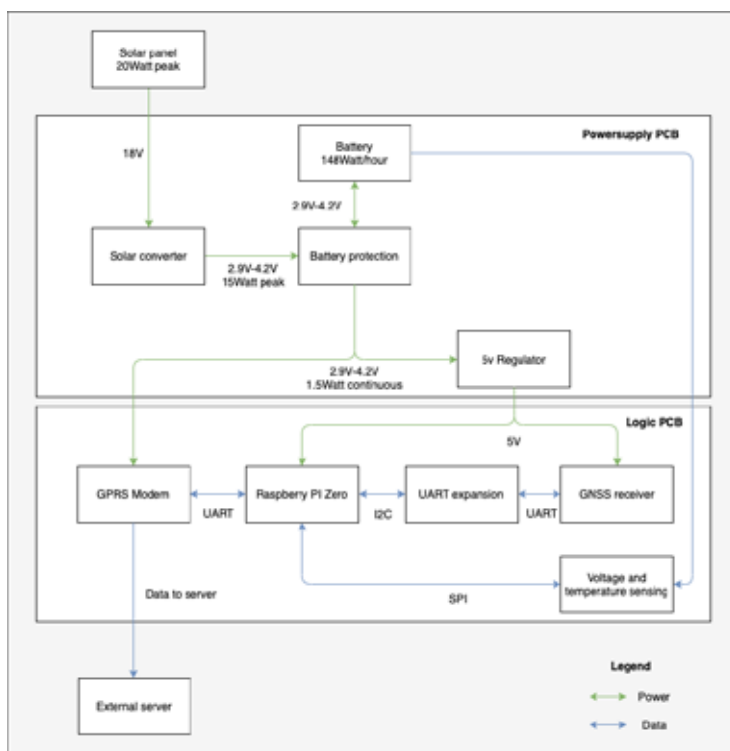 Solar panel
20Watt peak
Powersupply PCB
18V
Battery
148Watt/hour
2.9V-4.2V
Solar converter
2.9V-4.2V
15Watt peak
Battery protection
2.9V-4.2V
1.5Watt continuous
5v Regulator
Logic PCB
5V
GPRS Modem
UART
Raspberry PI Zero
I2C
UART expansion
UART
GNSS receiver
Data to server
SPI
Voltage and
temperature sensing
External server
Legend
Power
Data